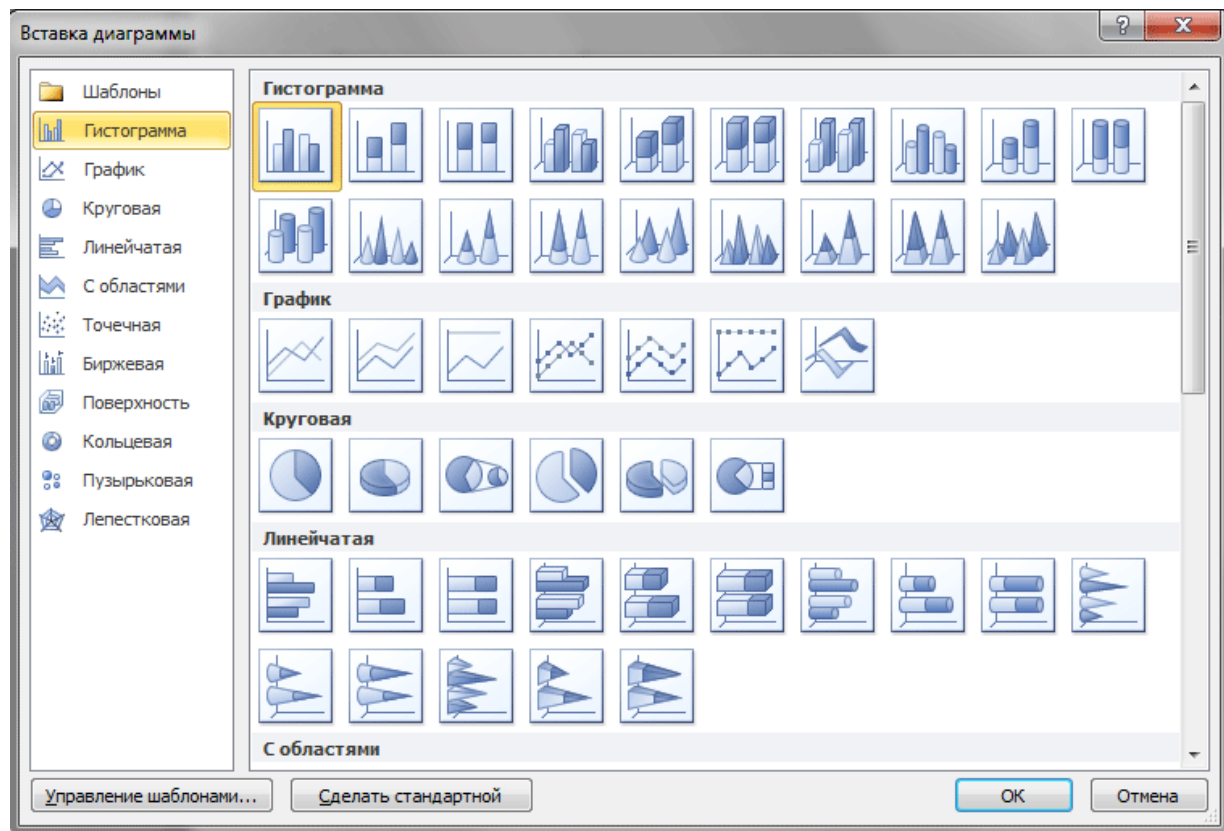 Вставка диаграммы
Шаблоны
Гистограмма
График
Круговая
Линейчатая
С областями
Точечная
Биржевая
Поверхность
Кольцевая
Пузырьковая
Лепестковая
Гистограмма
График
Круговая
Линейчатая
С областями
Управление шаблонами...
Сделать стандартной
ОК
Отмена